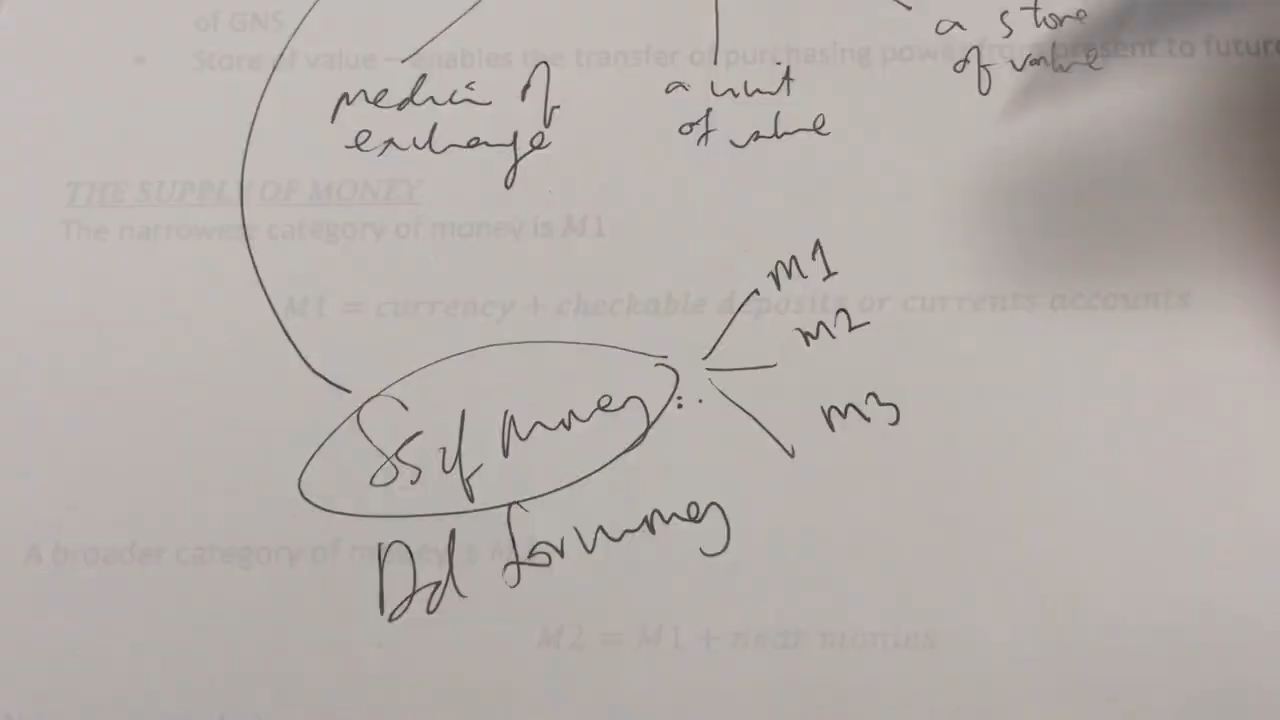 of GNS
• Store of value – enables the transfer of purchasing power from present to future
a store
of value
medium of
exchange
a unit
of value
THE SUPPLY OF MONEY
The narrowest category of money is M1
M1 = currency + checkable deposits or currents accounts
M1
M2
M3
Ss of money :.
Dd for money
A broader category of money is
M2 = M1 + near monies